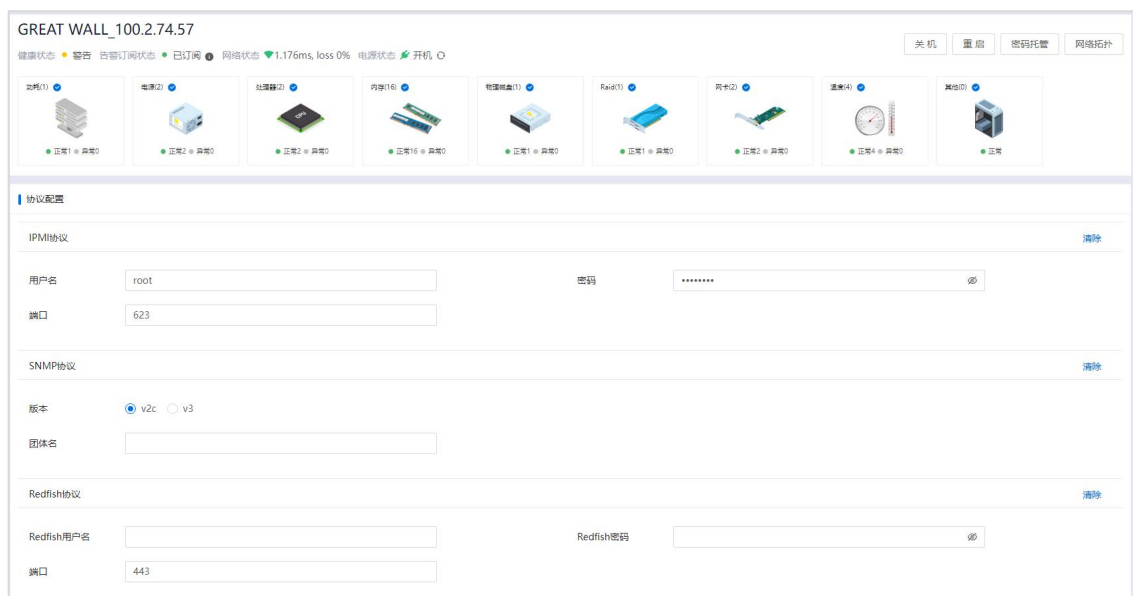 GREAT WALL_100.2.74.57
健康状态 警告 告警订阅状态 已订阅 网络状态 1.176ms, loss 0% 电源状态 开机
关机 重启 密码托管 网络拓扑
功耗(1) 电源(2) 处理器(2) 内存(16) 物理磁盘(1) Raid(1) 网卡(2) 温度(4) 其他(0)
CPU
正常1 异常0 正常2 异常0 正常2 异常0 正常16 异常0 正常1 异常0 正常1 异常0 正常2 异常0 正常4 异常0 正常
协议配置
IPMI协议 清除
用户名 root 密码 ••••••••
端口 623
SNMP协议 清除
版本 v2c v3
团体名
Redfish协议 清除
Redfish用户名 Redfish密码
端口 443